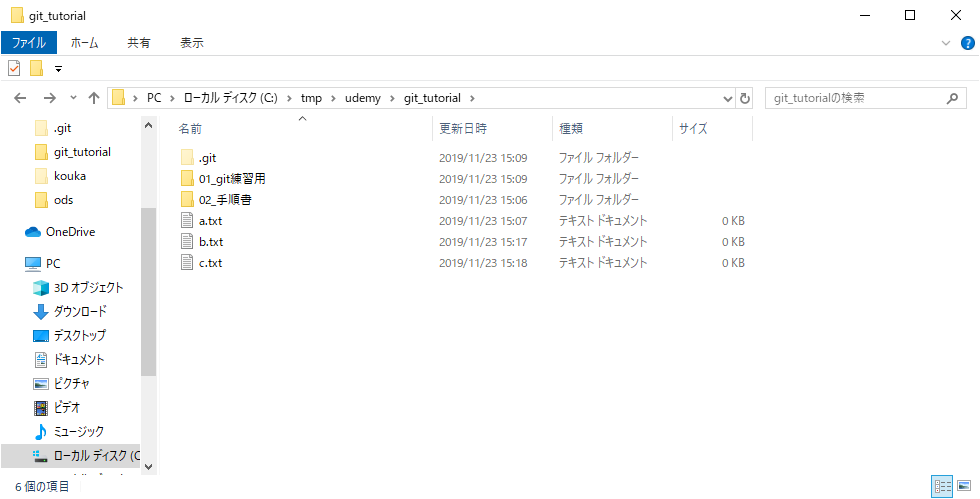 git_tutorial
ファイル ホーム 共有 表示
PC ローカル ディスク (C:) tmp udemy git_tutorial git_tutorialの検索
.git
git_tutorial
kouka
ods
OneDrive
PC
3D オブジェクト
ダウンロード
デスクトップ
ドキュメント
ピクチャ
ビデオ
ミュージック
ローカル ディスク (C
名前 更新日時 種類 サイズ
.git 2019/11/23 15:09 ファイル フォルダー
01_git練習用 2019/11/23 15:09 ファイル フォルダー
02_手順書 2019/11/23 15:06 ファイル フォルダー
a.txt 2019/11/23 15:07 テキスト ドキュメント 0 KB
b.txt 2019/11/23 15:17 テキスト ドキュメント 0 KB
c.txt 2019/11/23 15:18 テキスト ドキュメント 0 KB
6 個の項目